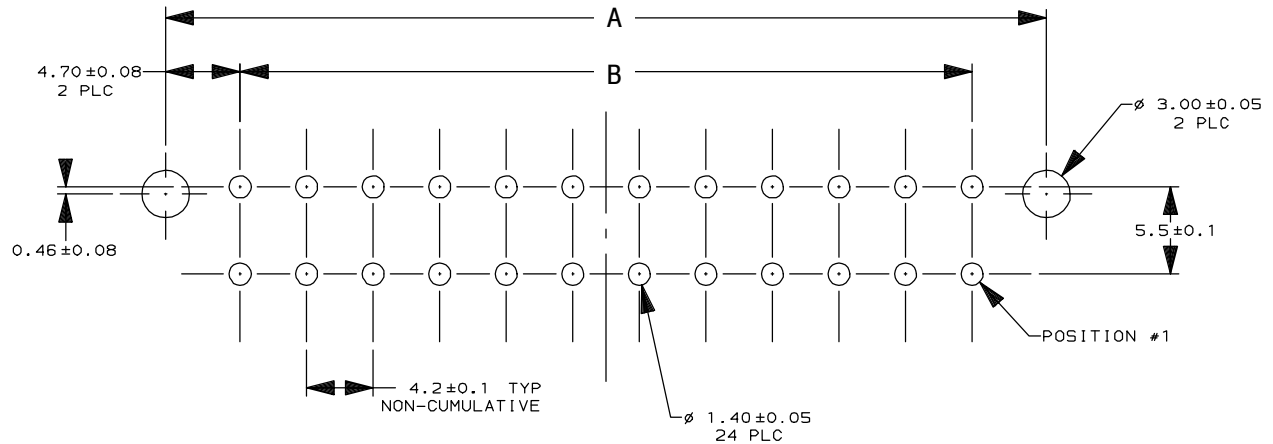 A
4.70±0.08
2 PLC
B
ø 3.00±0.05
2 PLC
0.46±0.08
5.5±0.1
POSITION #1
4.2±0.1 TYP
NON-CUMULATIVE
ø 1.40±0.05
24 PLC